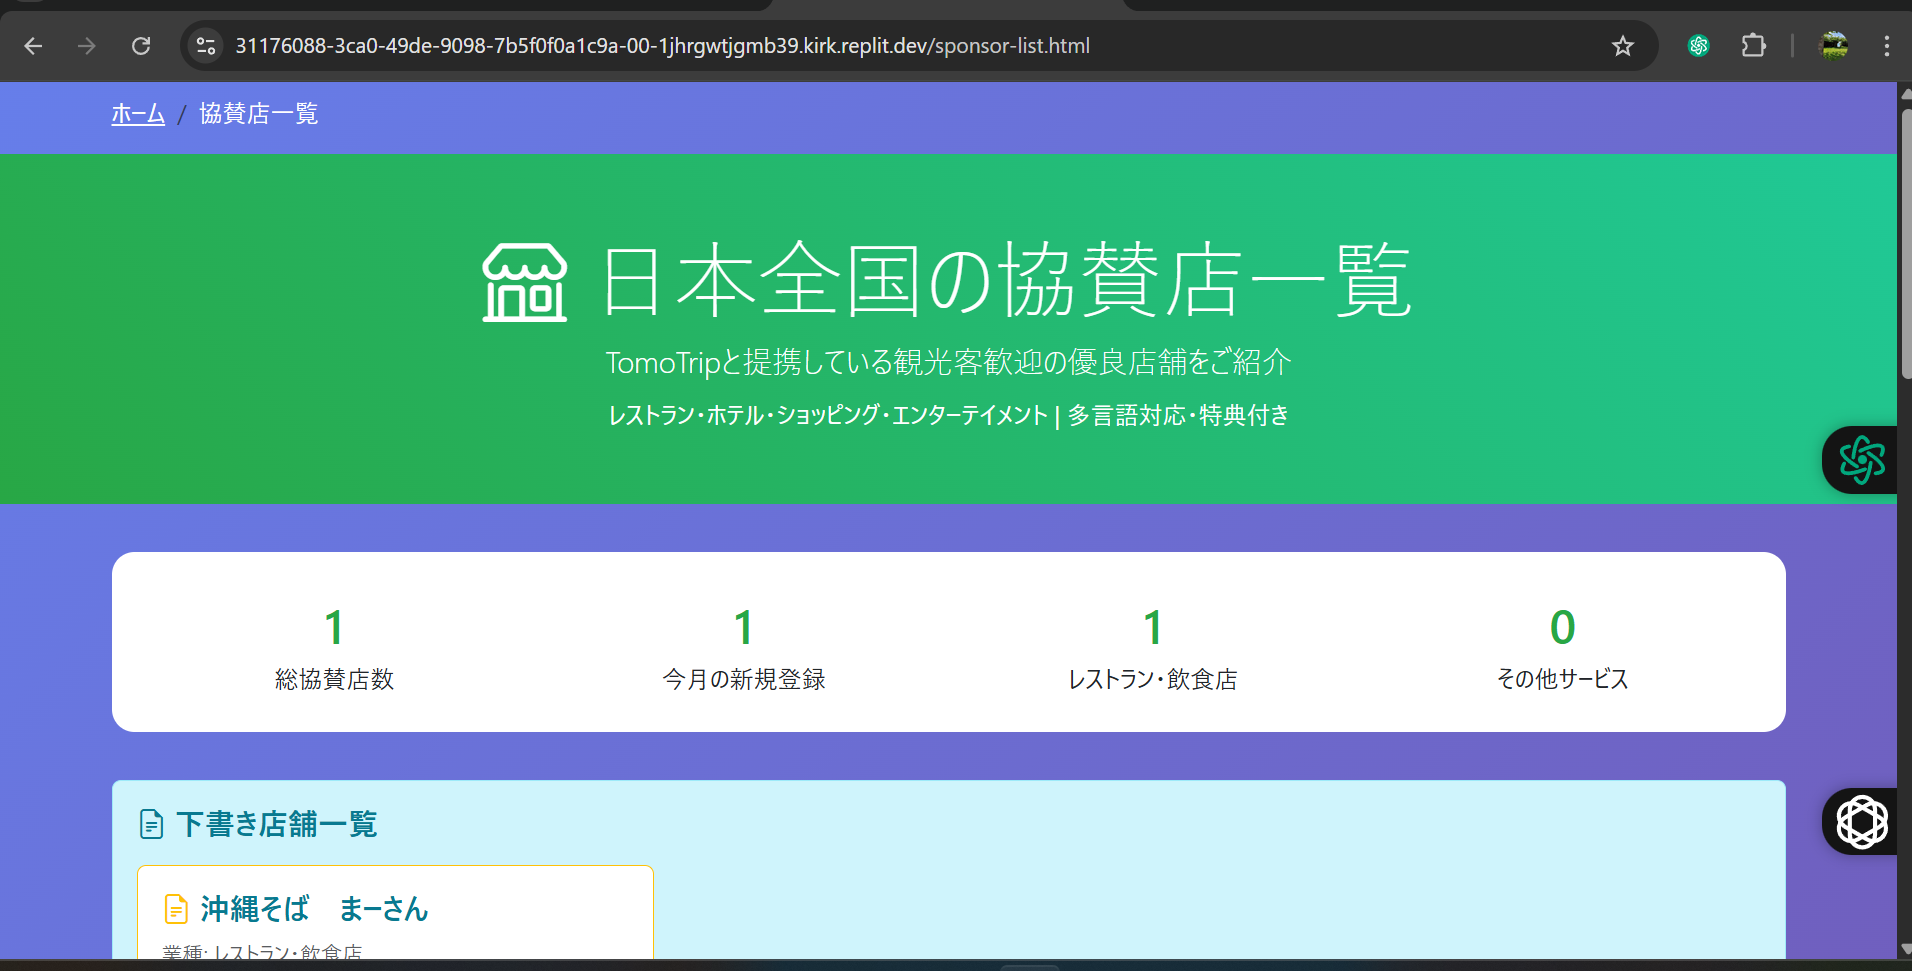 31176088-3ca0-49de-9098-7b5f0f0a1c9a-00-1jhrgwtjgmb39.kirk.replit.dev/sponsor-list.html
ホーム / 協賛店一覧
日本全国の協賛店一覧
TomoTripと提携している観光客歓迎の優良店舗をご紹介
レストラン・ホテル・ショッピング・エンターテイメント | 多言語対応・特典付き
1 1 1 0
総協賛店数 今月の新規登録 レストラン・飲食店 その他サービス
下書き店舗一覧
沖縄そば　まーさん
業種: レストラン・飲食店